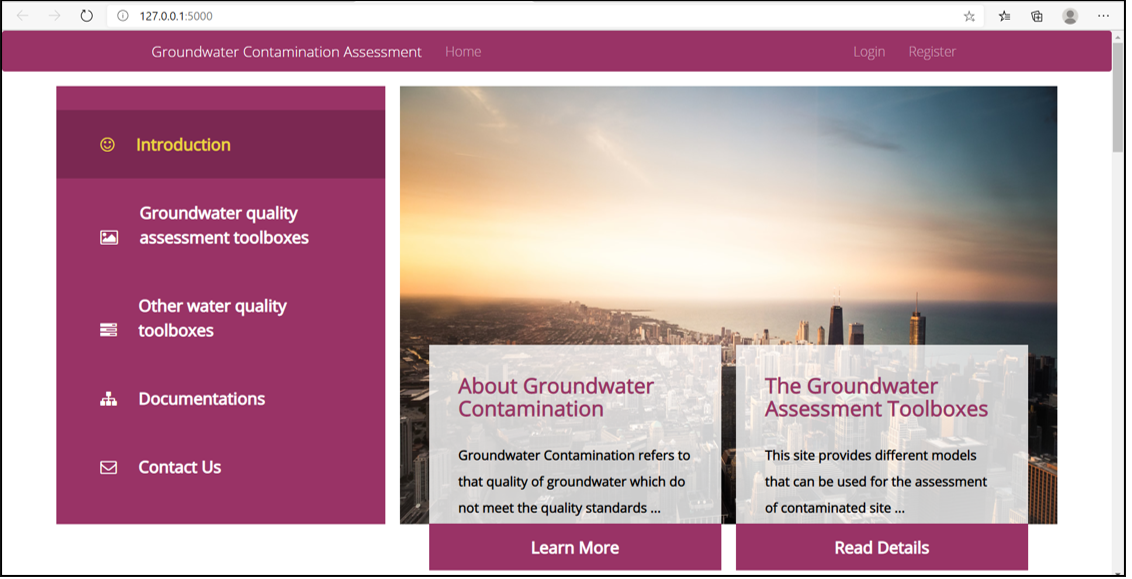 127.0.0.1:5000
Groundwater Contamination Assessment Home Login Register
Introduction
Groundwater quality
assessment toolboxes
Other water quality
toolboxes
Documentations
Contact Us
About Groundwater
Contamination
Groundwater Contamination refers to
that quality of groundwater which do
not meet the quality standards ...
Learn More
The Groundwater
Assessment Toolboxes
This site provides different models
that can be used for the assessment
of contaminated site ...
Read Details